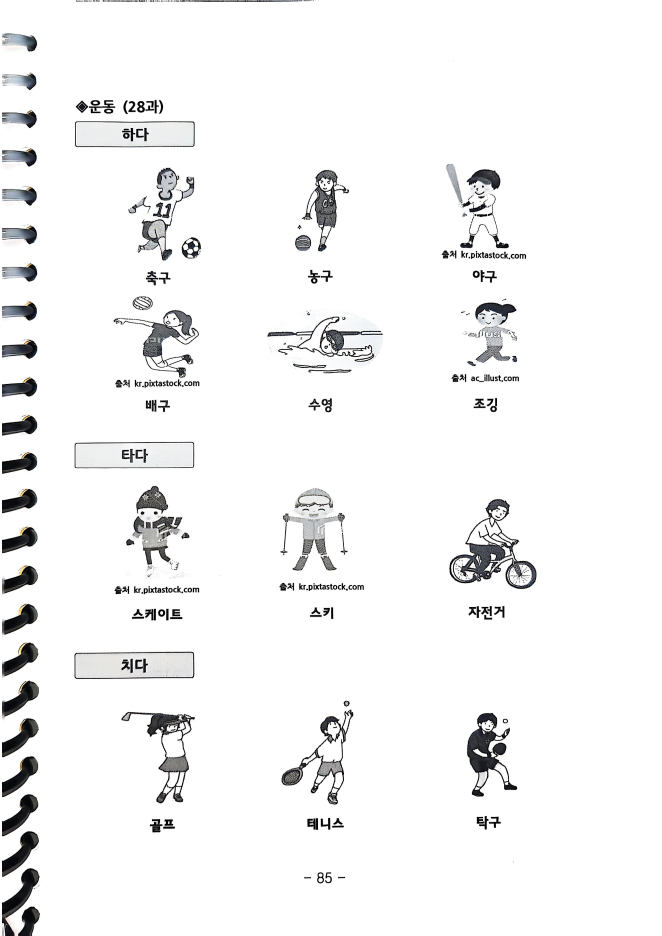 ◈운동 (28과)
하다
출처 kr.pixtastock.com
축구 농구 야구
출처 kr.pixtastock.com
출처 ac_illust.com
배구 수영 조깅
타다
출처 kr.pixtastock.com 출처 kr.pixtastock.com
스케이트 스키 자전거
치다
골프 테니스 탁구
- 85 -